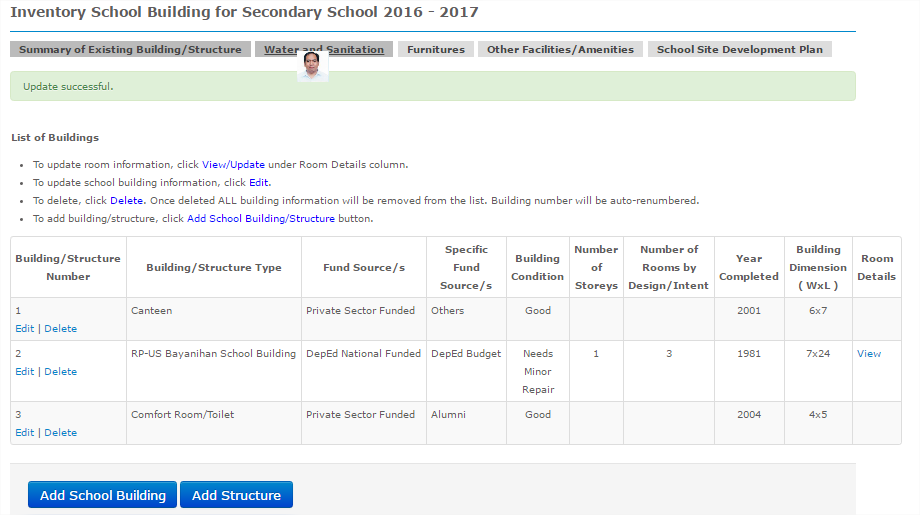 Inventory School Building for Secondary School 2016 - 2017
Summary of Existing Building/Structure Water and Sanitation Furnitures Other Facilities/Amenities School Site Development Plan
Update successful.
List of Buildings
To update room information, click View/Update under Room Details column.
To update school building information, click Edit.
To delete, click Delete. Once deleted ALL building information will be removed from the list. Building number will be auto-renumbered.
To add building/structure, click Add School Building/Structure button.
Building/Structure
Number
Building/Structure Type
Fund Source/s
Specific
Fund
Source/s
Building
Condition
Number
of
Storeys
Number of
Rooms by
Design/Intent
Year
Completed
Building
Dimension
( WxL )
Room
Details
1 Canteen Private Sector Funded Others Good 2001 6x7
Edit | Delete
2 RP-US Bayanihan School Building DepEd National Funded DepEd Budget Needs 1 3 1981 7x24 View
Edit | Delete Minor
Repair
3 Comfort Room/Toilet Private Sector Funded Alumni Good 2004 4x5
Edit | Delete
Add School Building Add Structure